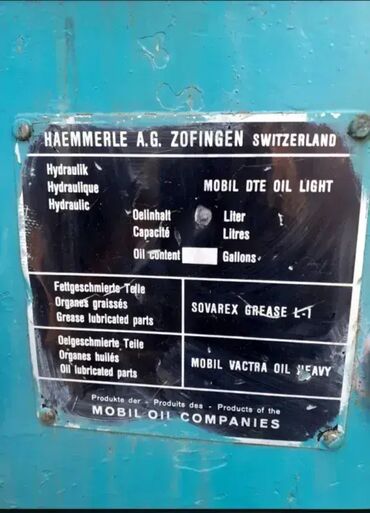 HAEMMERLE A.G. ZOFINGEN SWITZERLAND
Hydraulik
Hydraulique MOBIL DTE OIL LIGHT
Hydraulic
Oelinhalt Liter
Capacité Litres
Oil content Gallons
Fettgeschmierte Teile
Organes graissés SOVAREX GREASE L-1
Grease lubricated parts
Oelgeschmierte Teile
Organes huilés MOBIL VACTRA OIL HEAVY
Oil lubricated parts
Produkte der - Produits des - Products of the
MOBIL OIL COMPANIES